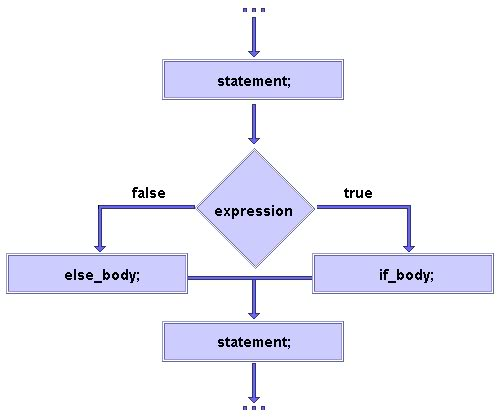 statement;
false
true
expression
else_body;
if_body;
statement;